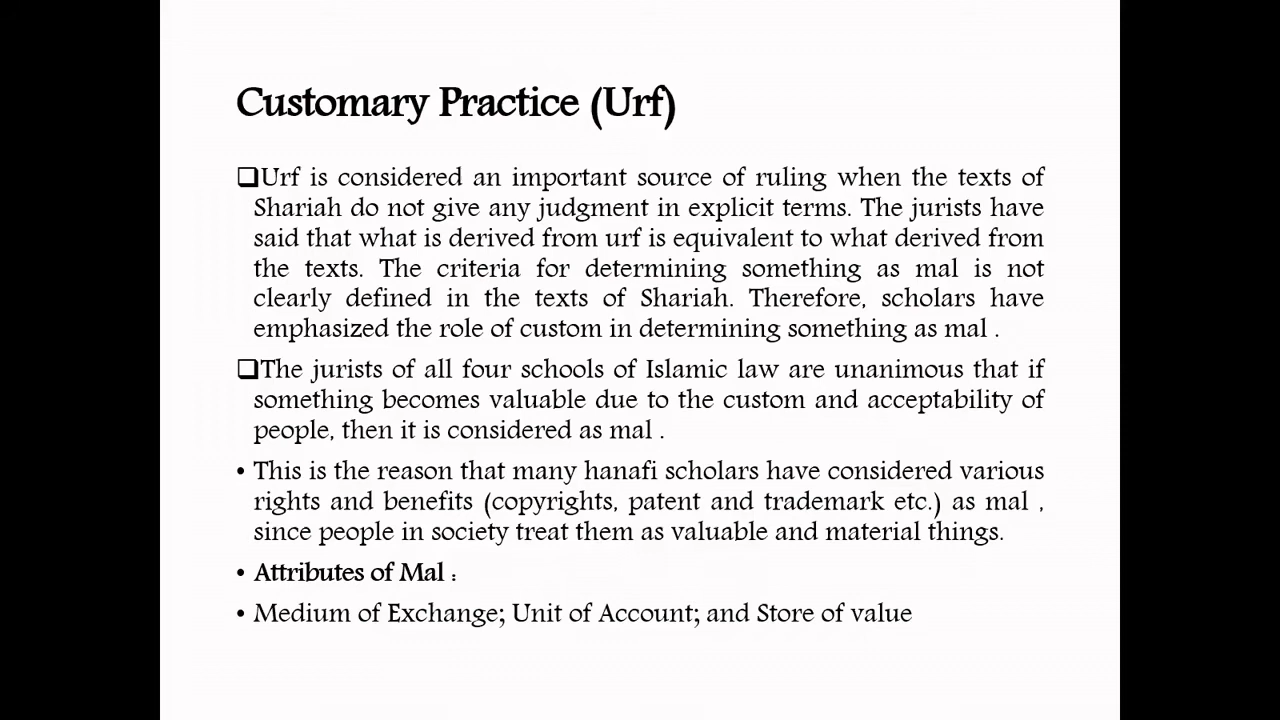 Customary Practice (Urf)
❑Urf is considered an important source of ruling when the texts of
Shariah do not give any judgment in explicit terms. The jurists have
said that what is derived from urf is equivalent to what derived from
the texts. The criteria for determining something as mal is not
clearly defined in the texts of Shariah. Therefore, scholars have
emphasized the role of custom in determining something as mal .
❑The jurists of all four schools of Islamic law are unanimous that if
something becomes valuable due to the custom and acceptability of
people, then it is considered as mal .
• This is the reason that many hanafi scholars have considered various
rights and benefits (copyrights, patent and trademark etc.) as mal ,
since people in society treat them as valuable and material things.
• Attributes of Mal :
• Medium of Exchange; Unit of Account; and Store of value